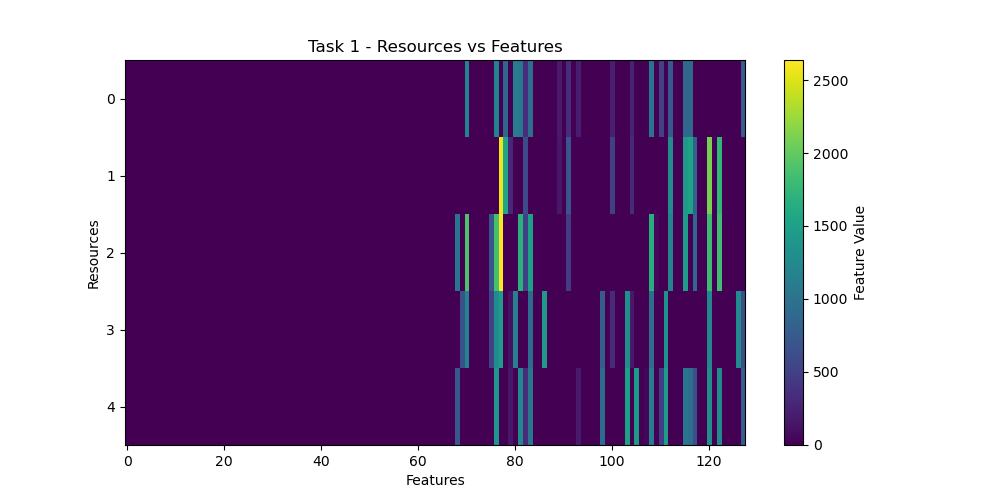 Task 1 - Resources vs Features
Resources
0
1
2
3
4
0 20 40 60 80 100 120
Features
2500
2000
1500
1000
500
0
Feature Value